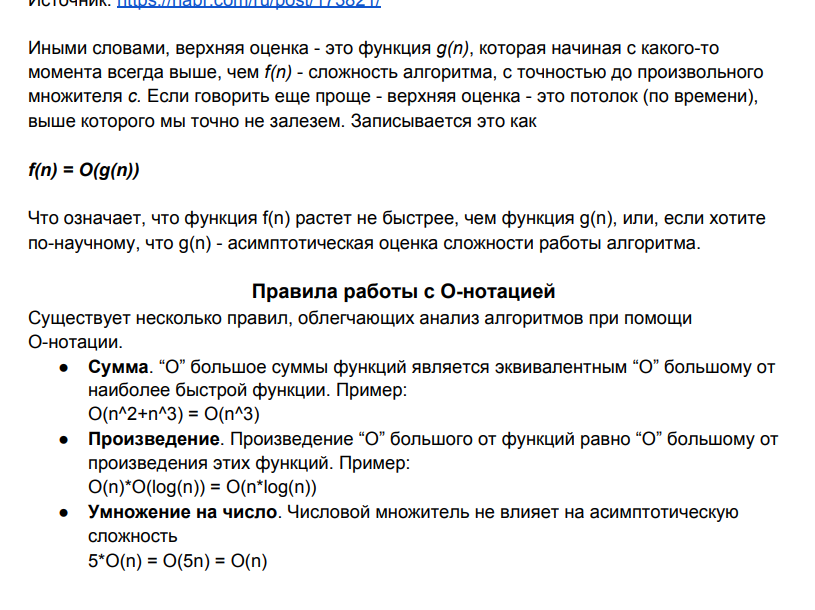 Источник: https://habr.com/ru/post/173821/
Иными словами, верхняя оценка - это функция g(n), которая начиная с какого-то
момента всегда выше, чем f(n) - сложность алгоритма, с точностью до произвольного
множителя c. Если говорить еще проще - верхняя оценка - это потолок (по времени),
выше которого мы точно не залезем. Записывается это как
f(n) = O(g(n))
Что означает, что функция f(n) растет не быстрее, чем функция g(n), или, если хотите
по-научному, что g(n) - асимптотическая оценка сложности работы алгоритма.
Правила работы с О-нотацией
Существует несколько правил, облегчающих анализ алгоритмов при помощи
О-нотации.
● Сумма. “О” большое суммы функций является эквивалентным “О” большому от
наиболее быстрой функции. Пример:
O(n^2+n^3) = O(n^3)
● Произведение. Произведение “О” большого от функций равно “О” большому от
произведения этих функций. Пример:
O(n)*O(log(n)) = O(n*log(n))
● Умножение на число. Числовой множитель не влияет на асимптотическую
сложность
5*O(n) = O(5n) = O(n)